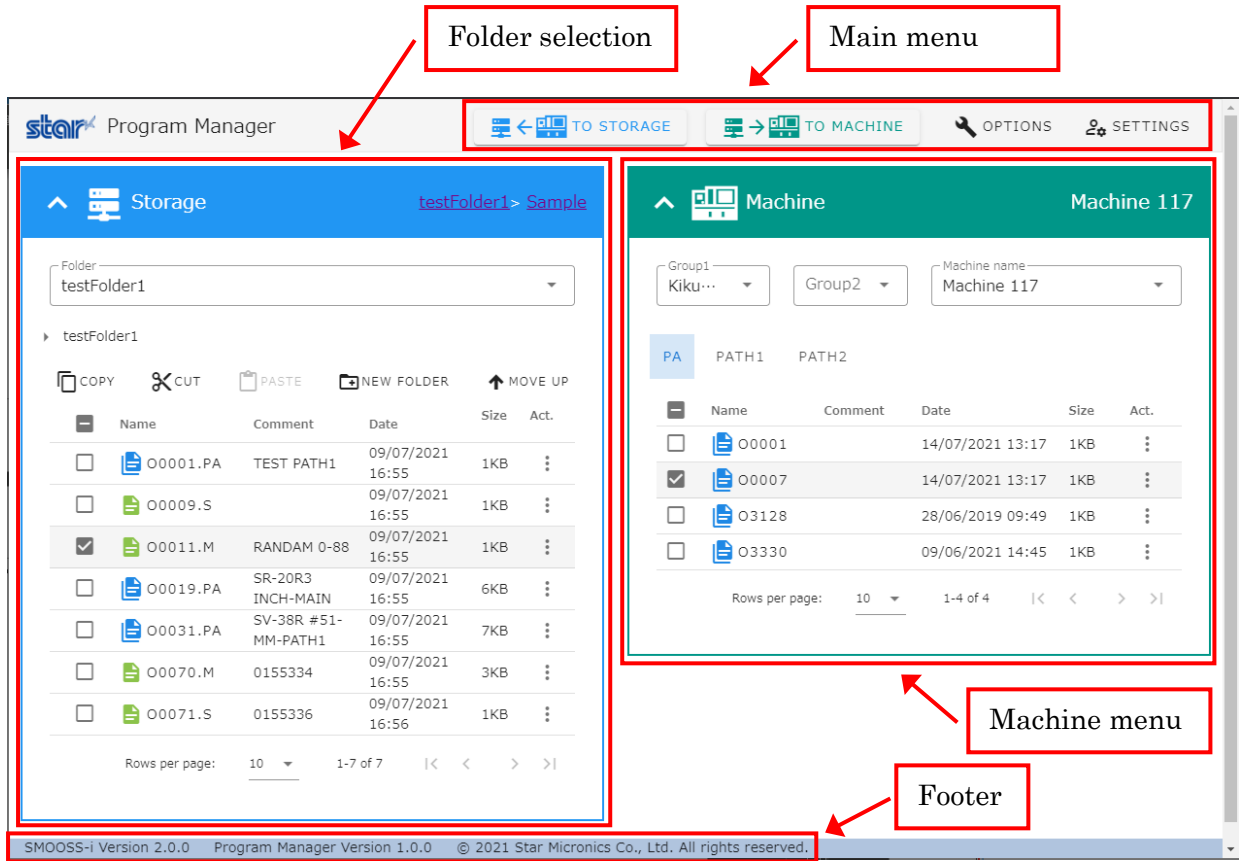 Folder selection
Main menu
star Program Manager
TO STORAGE
TO MACHINE
OPTIONS
SETTINGS
Storage
testFolder1> Sample
Folder
testFolder1
testFolder1
COPY CUT PASTE NEW FOLDER MOVE UP
Name Comment Date Size Act.
O0001.PA TEST PATH1 09/07/2021 16:55 1KB
O0009.S 09/07/2021 16:55 1KB
O0011.M RANDAM 0-88 09/07/2021 16:55 1KB
O0019.PA SR-20R3 INCH-MAIN 09/07/2021 16:55 6KB
O0031.PA SV-38R #51-MM-PATH1 09/07/2021 16:55 7KB
O0070.M 0155334 09/07/2021 16:55 3KB
O0071.S 0155336 09/07/2021 16:56 1KB
Rows per page: 10 1-7 of 7
Machine
Machine 117
Group1
Kiku…
Group2
Machine name
Machine 117
PA PATH1 PATH2
Name Comment Date Size Act.
O0001 14/07/2021 13:17 1KB
O0007 14/07/2021 13:17 1KB
O3128 28/06/2019 09:49 1KB
O3330 09/06/2021 14:45 1KB
Rows per page: 10 1-4 of 4
Machine menu
Footer
SMOOSS-i Version 2.0.0 Program Manager Version 1.0.0 © 2021 Star Micronics Co., Ltd. All rights reserved.